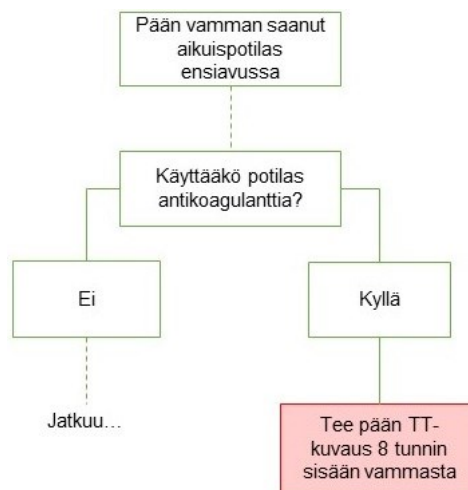 Pään vamman saanut
aikuispotilas
ensiavussa
Käyttääkö potilas
antikoagulanttia?
Ei
Kyllä
Jatkuu…
Tee pään TT-
kuvaus 8 tunnin
sisään vammasta